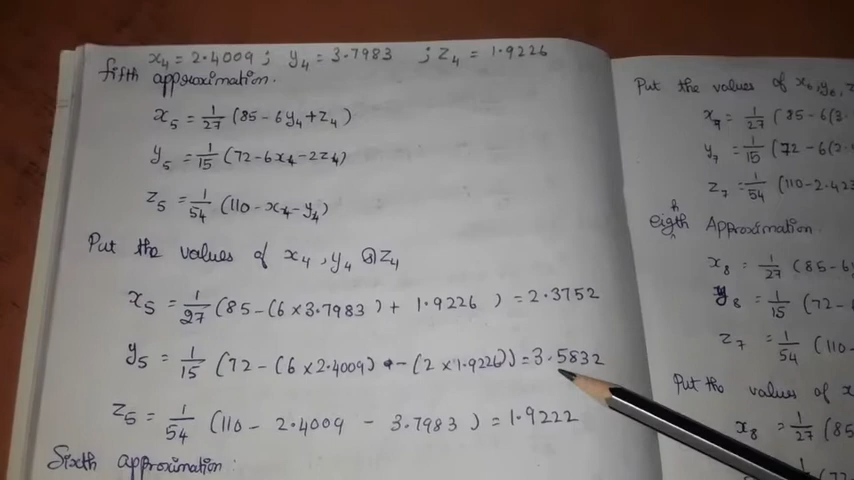 x₄ = 2.4009 ; y₄ = 3.7983 ; z₄ = 1.9226
fifth approximation.
x₅ = 1/27 (85 - 6y₄ + z₄)
y₅ = 1/15 (72 - 6x₄ - 2z₄)
z₅ = 1/54 (110 - x₄ - y₄)
Put the values of x₄, y₄ & z₄
x₅ = 1/27 (85 - (6 × 3.7983) + 1.9226 ) = 2.3752
y₅ = 1/15 (72 - (6 × 2.4009) - (2 × 1.9226)) = 3.5832
z₅ = 1/54 (110 - 2.4009 - 3.7983 ) = 1.9222
Sixth approximation:
Put the values of x₆, y₆, z
x₇ = 1/27 (85 - 6(3.
y₇ = 1/15 (72 - 6(2.
z₇ = 1/54 (110 - 2.423
eigth Approximation.
x₈ = 1/27 (85 - 6y
y₈ = 1/15 (72 -
z₇ = 1/54 (110 -
Put the values of x
x₈ = 1/27 (85